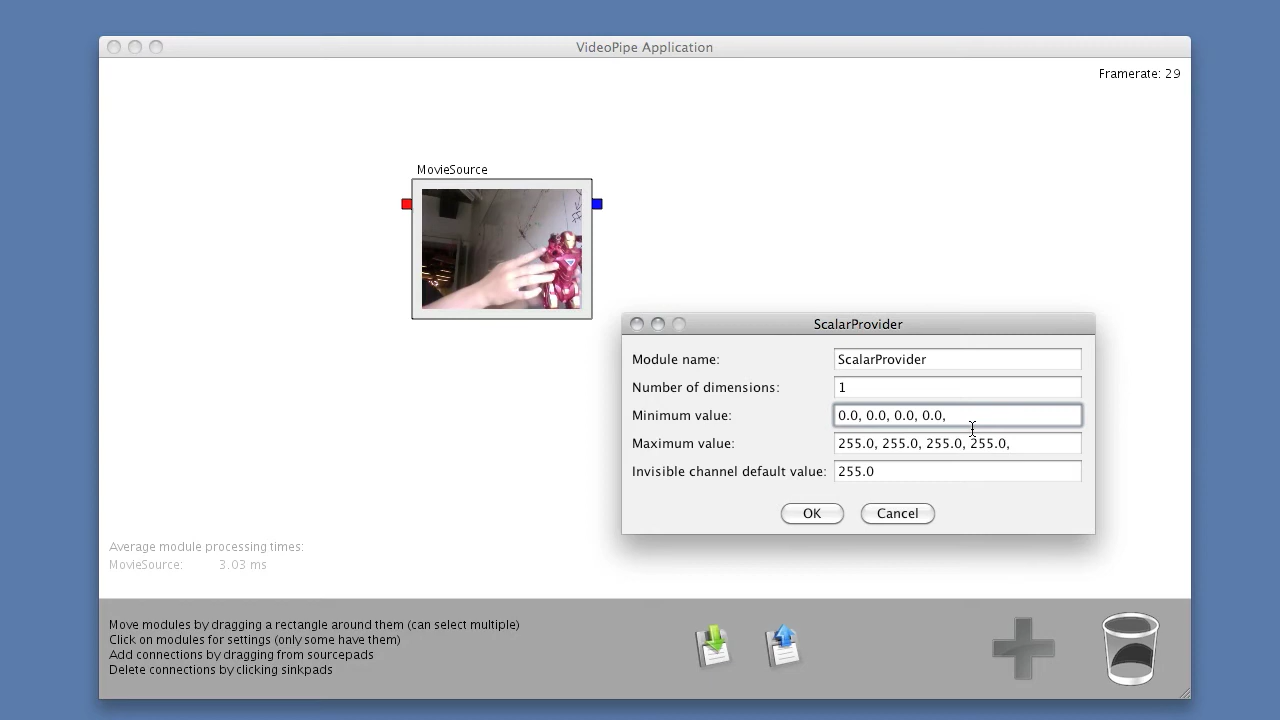 VideoPipe Application
Framerate: 29
MovieSource
ScalarProvider
Module name: ScalarProvider
Number of dimensions: 1
Minimum value: 0.0, 0.0, 0.0, 0.0,
Maximum value: 255.0, 255.0, 255.0, 255.0,
Invisible channel default value: 255.0
OK Cancel
Average module processing times:
MovieSource: 3.03 ms
Move modules by dragging a rectangle around them (can select multiple)
Click on modules for settings (only some have them)
Add connections by dragging from sourcepads
Delete connections by clicking sinkpads